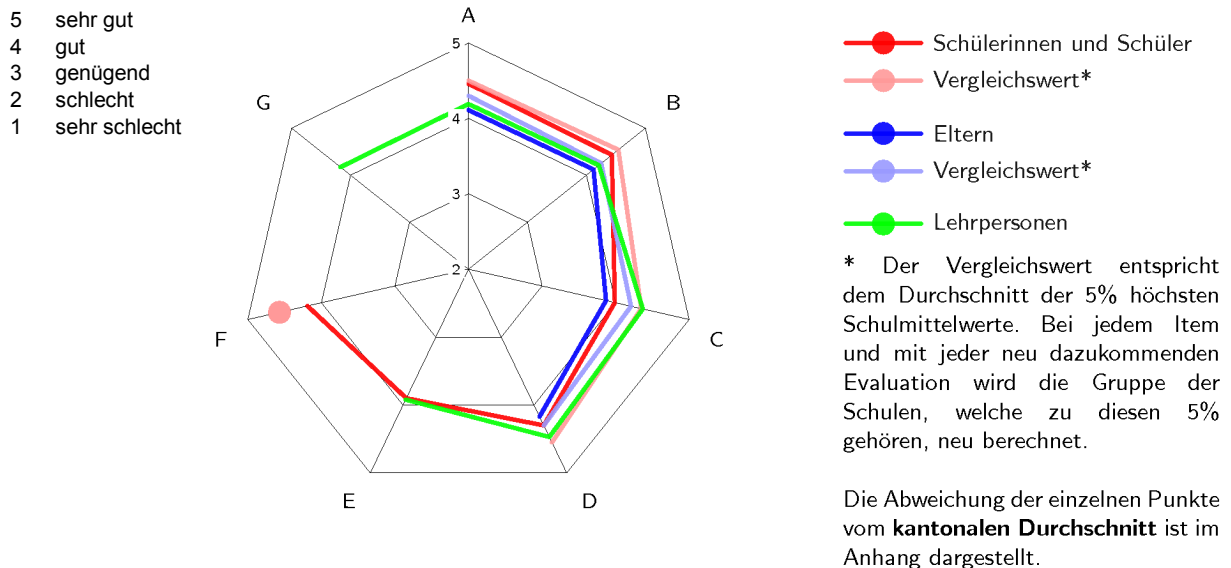 5 sehr gut
4 gut
3 genügend
2 schlecht
1 sehr schlecht
A
B
C
D
E
F
G
5
4
3
2
Schülerinnen und Schüler
Vergleichswert*
Eltern
Vergleichswert*
Lehrpersonen
* Der Vergleichswert entspricht
dem Durchschnitt der 5% höchsten
Schulmittelwerte. Bei jedem Item
und mit jeder neu dazukommenden
Evaluation wird die Gruppe der
Schulen, welche zu diesen 5%
gehören, neu berechnet.
Die Abweichung der einzelnen Punkte
vom kantonalen Durchschnitt ist im
Anhang dargestellt.